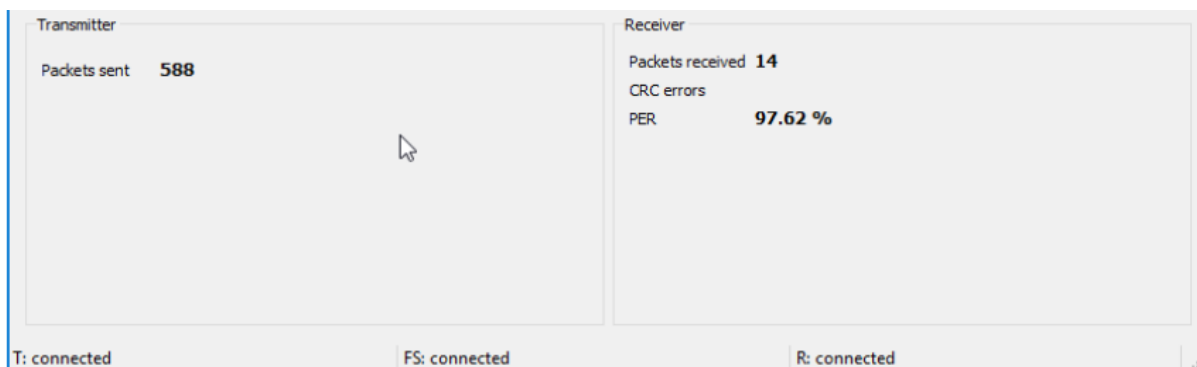 Transmitter
Packets sent 588
Receiver
Packets received 14
CRC errors
PER 97.62 %
T: connected
FS: connected
R: connected